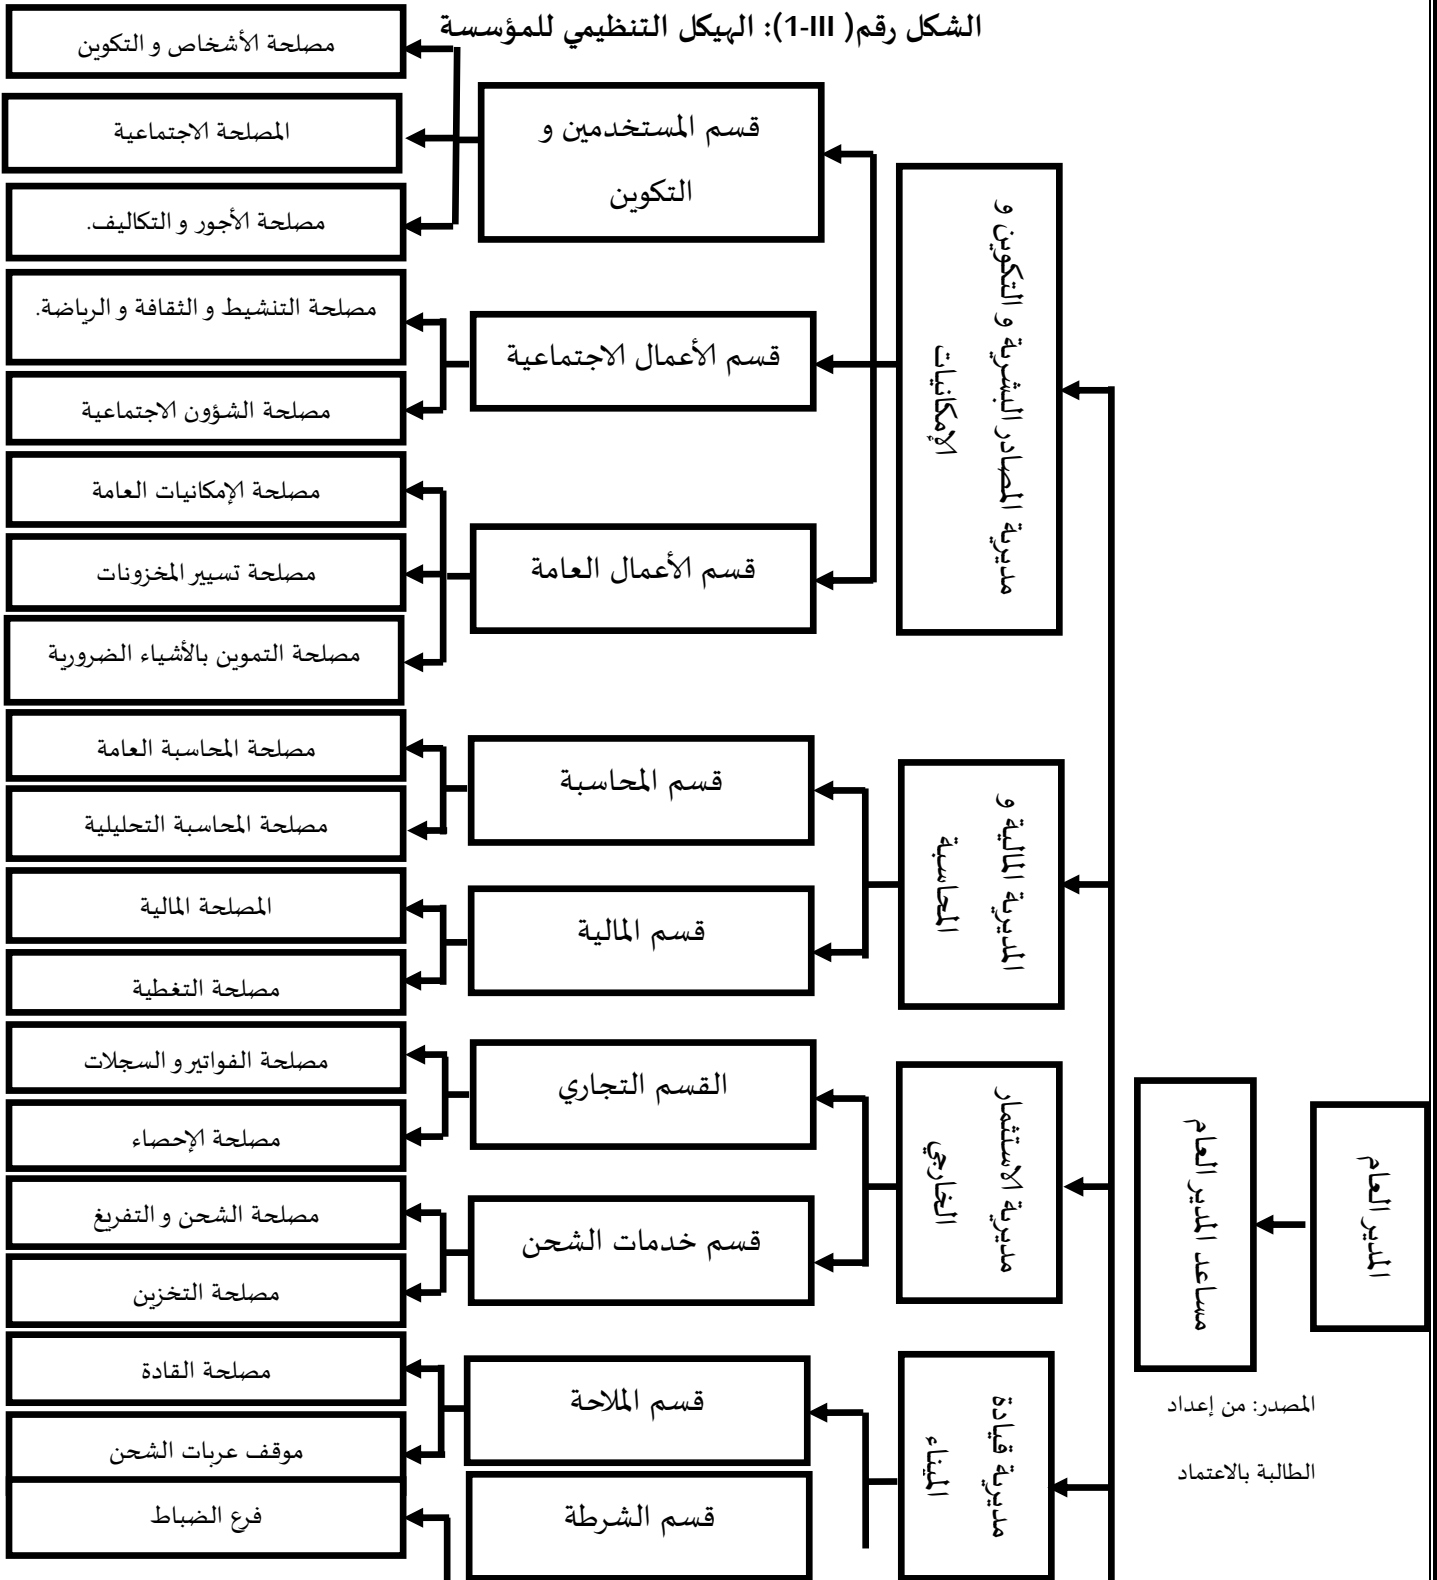 الشكل رقم( III-1): الهيكل التنظيمي للمؤسسة
المدير العام
مساعد المدير العام
المصدر: من إعداد
الطالبة بالاعتماد
مديرية المصادر البشرية و التكوين و
الإمكانيات
قسم المستخدمين و
التكوين
مصلحة الأشخاص و التكوين
المصلحة الاجتماعية
مصلحة الأجور و التكاليف.
قسم الأعمال الاجتماعية
مصلحة التنشيط و الثقافة و الرياضة.
مصلحة الشؤون الاجتماعية
قسم الأعمال العامة
مصلحة الإمكانيات العامة
مصلحة تسيير المخزونات
مصلحة التموين بالأشياء الضرورية
المديرية المالية و
المحاسبة
قسم المحاسبة
مصلحة المحاسبة العامة
مصلحة المحاسبة التحليلية
قسم المالية
المصلحة المالية
مصلحة التغطية
مديرية الاستثمار
الخارجي
القسم التجاري
مصلحة الفواتير و السجلات
مصلحة الإحصاء
قسم خدمات الشحن
مصلحة الشحن و التفريغ
مصلحة التخزين
مديرية قيادة
الميناء
قسم الملاحة
مصلحة القادة
موقف عربات الشحن
قسم الشرطة
فرع الضباط